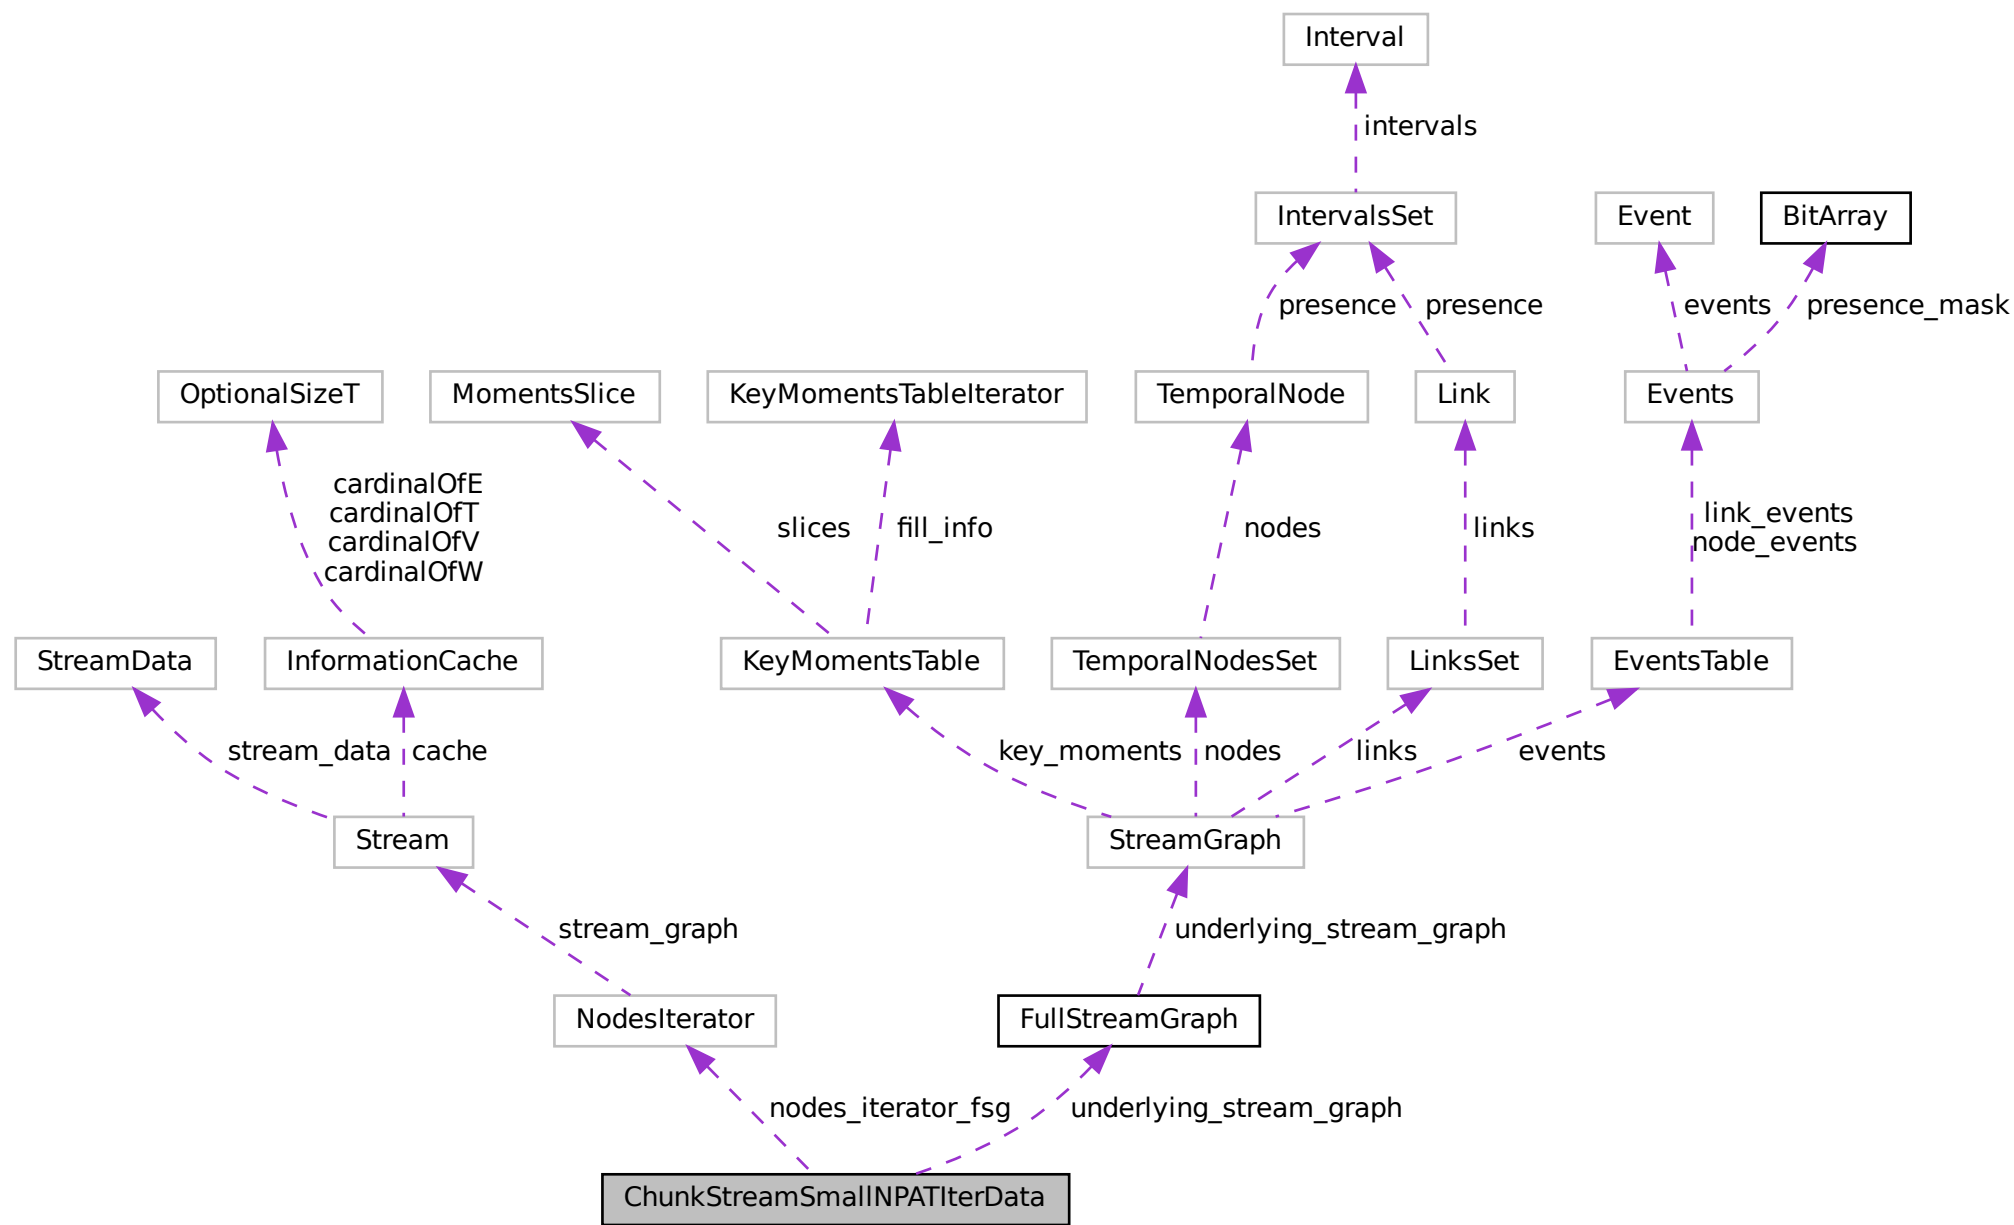 Interval
intervals
IntervalsSet
Event
BitArray
presence
presence
events
presence_mask
OptionalSizeT
MomentsSlice
KeyMomentsTableIterator
TemporalNode
Link
Events
cardinalOfE
cardinalOfT
cardinalOfV
cardinalOfW
slices
fill_info
nodes
links
link_events
node_events
StreamData
InformationCache
KeyMomentsTable
TemporalNodesSet
LinksSet
EventsTable
stream_data
cache
key_moments
nodes
links
events
Stream
StreamGraph
stream_graph
underlying_stream_graph
NodesIterator
FullStreamGraph
nodes_iterator_fsg
underlying_stream_graph
ChunkStreamSmallNPATIterData